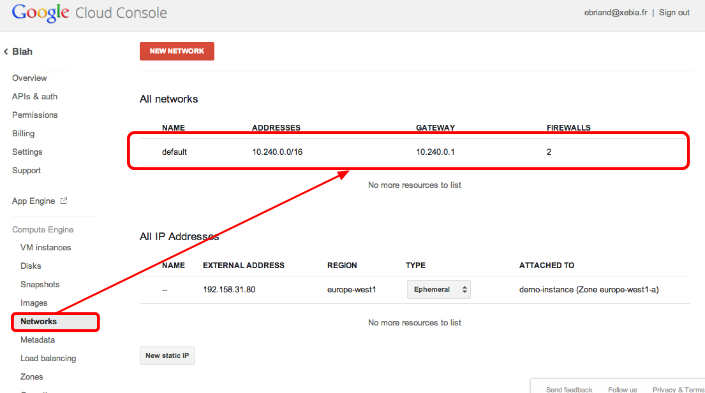 Google Cloud Console
ebriand@xebia.fr | Sign out
< Blah
NEW NETWORK
Overview
APIs & auth
Permissions
Billing
Settings
Support
App Engine
Compute Engine
VM instances
Disks
Snapshots
Images
Networks
Metadata
Load balancing
Zones
All networks
NAME ADDRESSES GATEWAY FIREWALLS
default 10.240.0.0/16 10.240.0.1 2
No more resources to list
All IP Addresses
NAME EXTERNAL ADDRESS REGION TYPE ATTACHED TO
-- 192.158.31.80 europe-west1 Ephemeral demo-instance (Zone europe-west1-a)
No more resources to list
New static IP
Send feedback Follow us Privacy & Terms